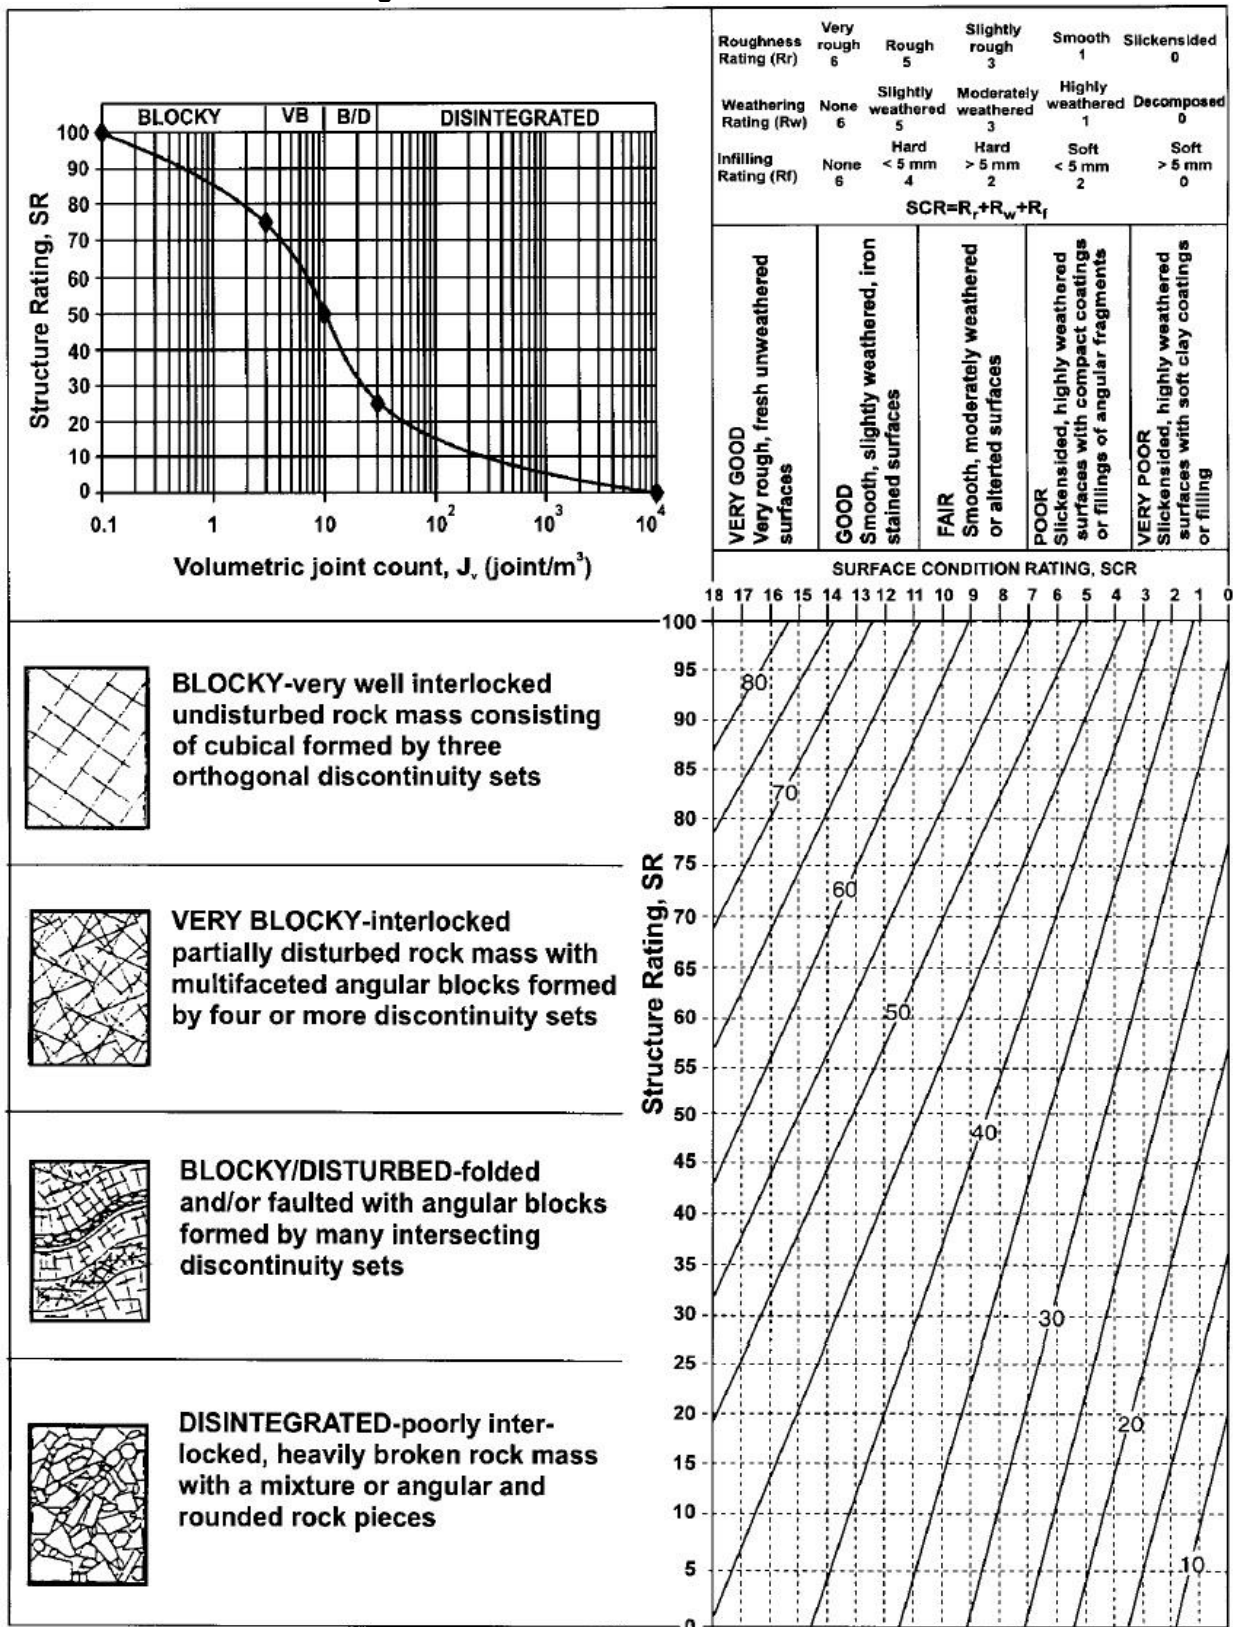 BLOCKY VB B/D DISINTEGRATED
100
90
80
70
60
50
40
30
20
10
0
Structure Rating, SR
0.1 1 10 10² 10³ 10⁴
Volumetric joint count, Jᵥ (joint/m³)
Roughness Rating (Rr)
Very rough 6
Rough 5
Slightly rough 3
Smooth 1
Slickensided 0
Weathering Rating (Rw)
None 6
Slightly weathered 5
Moderately weathered 3
Highly weathered 1
Decomposed 0
Infilling Rating (Rf)
None 6
Hard < 5 mm 4
Hard > 5 mm 2
Soft < 5 mm 2
Soft > 5 mm 0
SCR=Rr+Rw+Rf
VERY GOOD
Very rough, fresh unweathered
surfaces
GOOD
Smooth, slightly weathered, iron
stained surfaces
FAIR
Smooth, moderately weathered
or alterted surfaces
POOR
Slickensided, highly weathered
surfaces with compact coatings
or fillings of angular fragments
VERY POOR
Slickensided, highly weathered
surfaces with soft clay coatings
or filling
SURFACE CONDITION RATING, SCR
18 17 16 15 14 13 12 11 10 9 8 7 6 5 4 3 2 1 0
BLOCKY-very well interlocked
undisturbed rock mass consisting
of cubical formed by three
orthogonal discontinuity sets
VERY BLOCKY-interlocked
partially disturbed rock mass with
multifaceted angular blocks formed
by four or more discontinuity sets
BLOCKY/DISTURBED-folded
and/or faulted with angular blocks
formed by many intersecting
discontinuity sets
DISINTEGRATED-poorly inter-
locked, heavily broken rock mass
with a mixture or angular and
rounded rock pieces
Structure Rating, SR
100
95
90
85
80
75
70
65
60
55
50
45
40
35
30
25
20
15
10
5
0
80
70
60
50
40
30
20
10